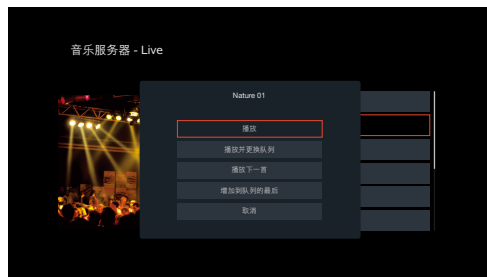 音乐服务器 - Live
Nature 01
播放
播放并更换队列
播放下一首
增加到队列的最后
取消